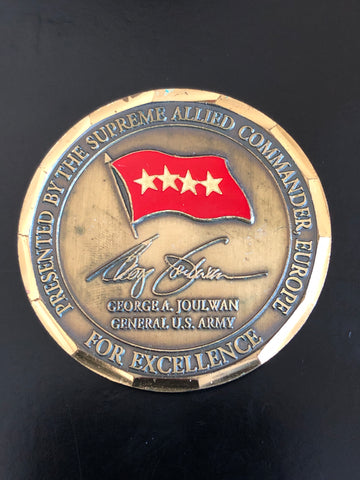 PRESENTED BY THE SUPREME ALLIED COMMANDER, EUROPE
George Joulwan
GEORGE A. JOULWAN
GENERAL U.S. ARMY
FOR EXCELLENCE